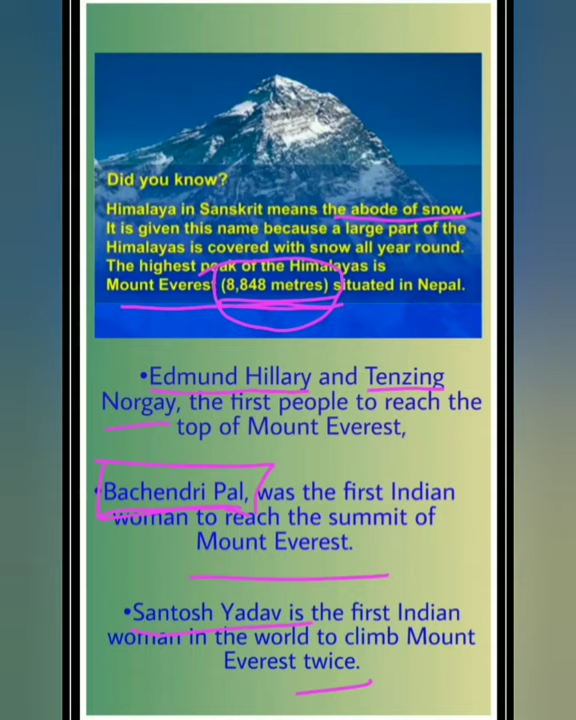 Did you know?
Himalaya in Sanskrit means the abode of snow.
It is given this name because a large part of the
Himalayas is covered with snow all year round.
The highest peak of the Himalayas is
Mount Everest (8,848 metres) situated in Nepal.
•Edmund Hillary and Tenzing
Norgay, the first people to reach the
top of Mount Everest,
•Bachendri Pal, was the first Indian
woman to reach the summit of
Mount Everest.
•Santosh Yadav is the first Indian
woman in the world to climb Mount
Everest twice.